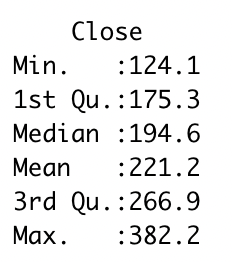 Close
Min.   :124.1
1st Qu.:175.3
Median :194.6
Mean   :221.2
3rd Qu.:266.9
Max.   :382.2